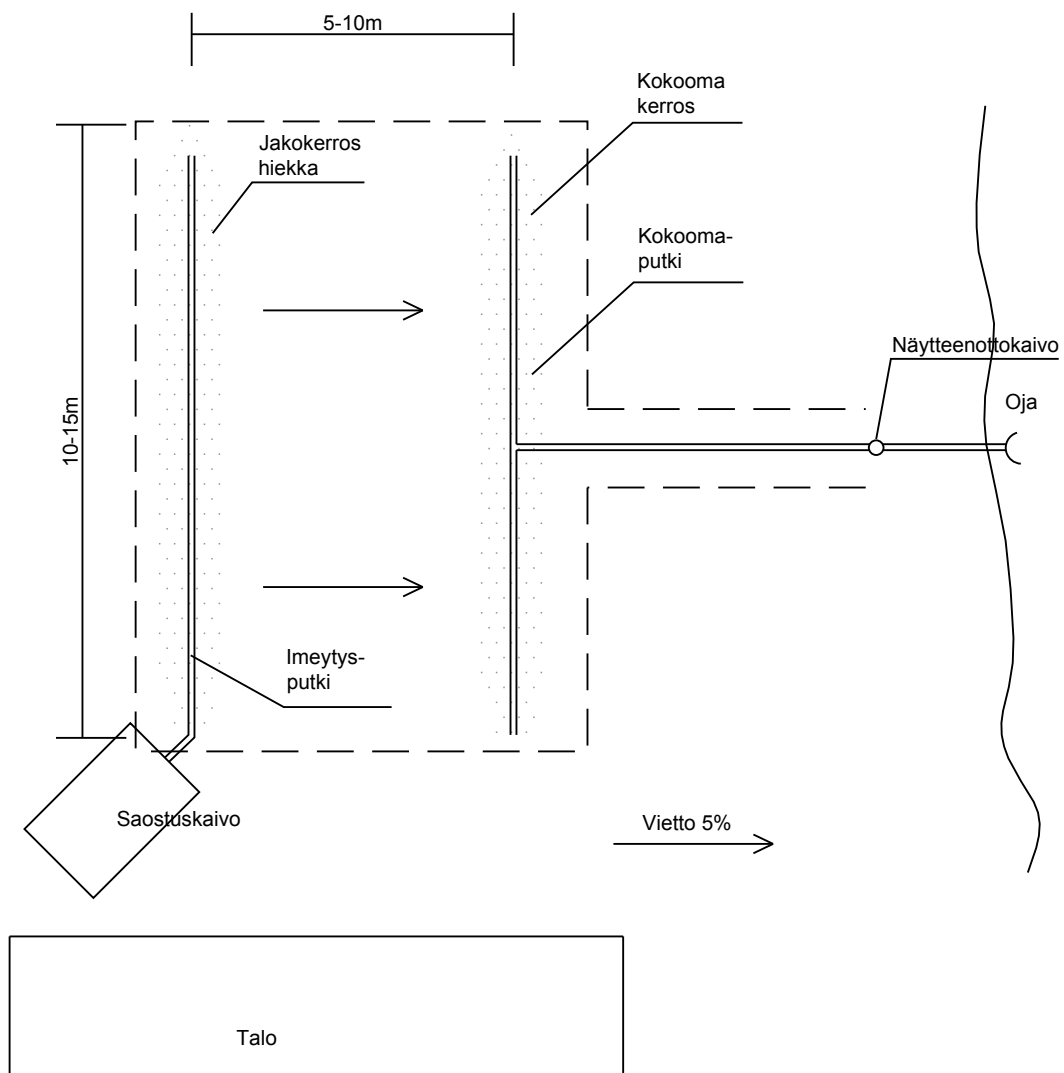 5-10m
Kokooma
kerros
Jakokerros
hiekka
Kokooma-
putki
Näytteenottokaivo
Oja
10-15m
Imeytys-
putki
Saostuskaivo
Vietto 5%
Talo